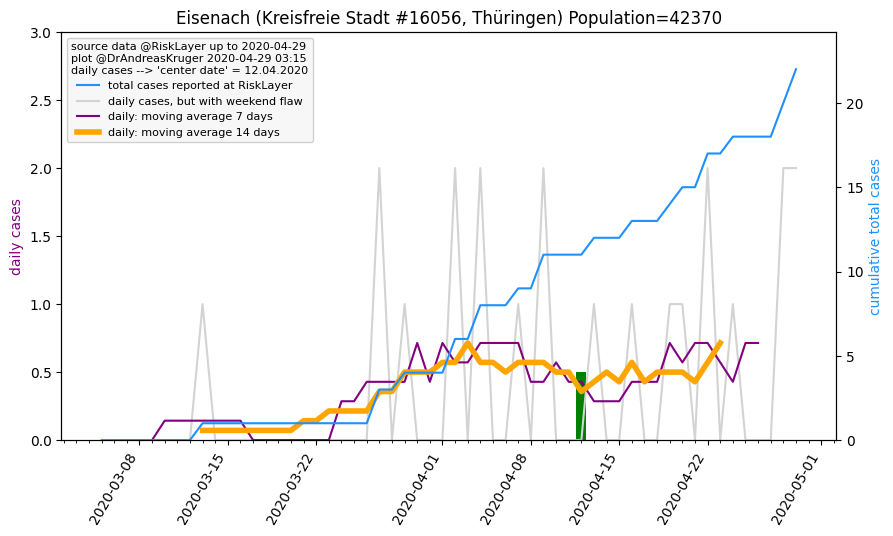 Eisenach (Kreisfreie Stadt #16056, Thüringen) Population=42370
source data @RiskLayer up to 2020-04-29
plot @DrAndreasKruger 2020-04-29 03:15
daily cases --> 'center date' = 12.04.2020
total cases reported at RiskLayer
daily cases, but with weekend flaw
daily: moving average 7 days
daily: moving average 14 days
daily cases
3.0
2.5
2.0
1.5
1.0
0.5
0.0
cumulative total cases
20
15
10
5
0
2020-03-08
2020-03-15
2020-03-22
2020-04-01
2020-04-08
2020-04-15
2020-04-22
2020-05-01